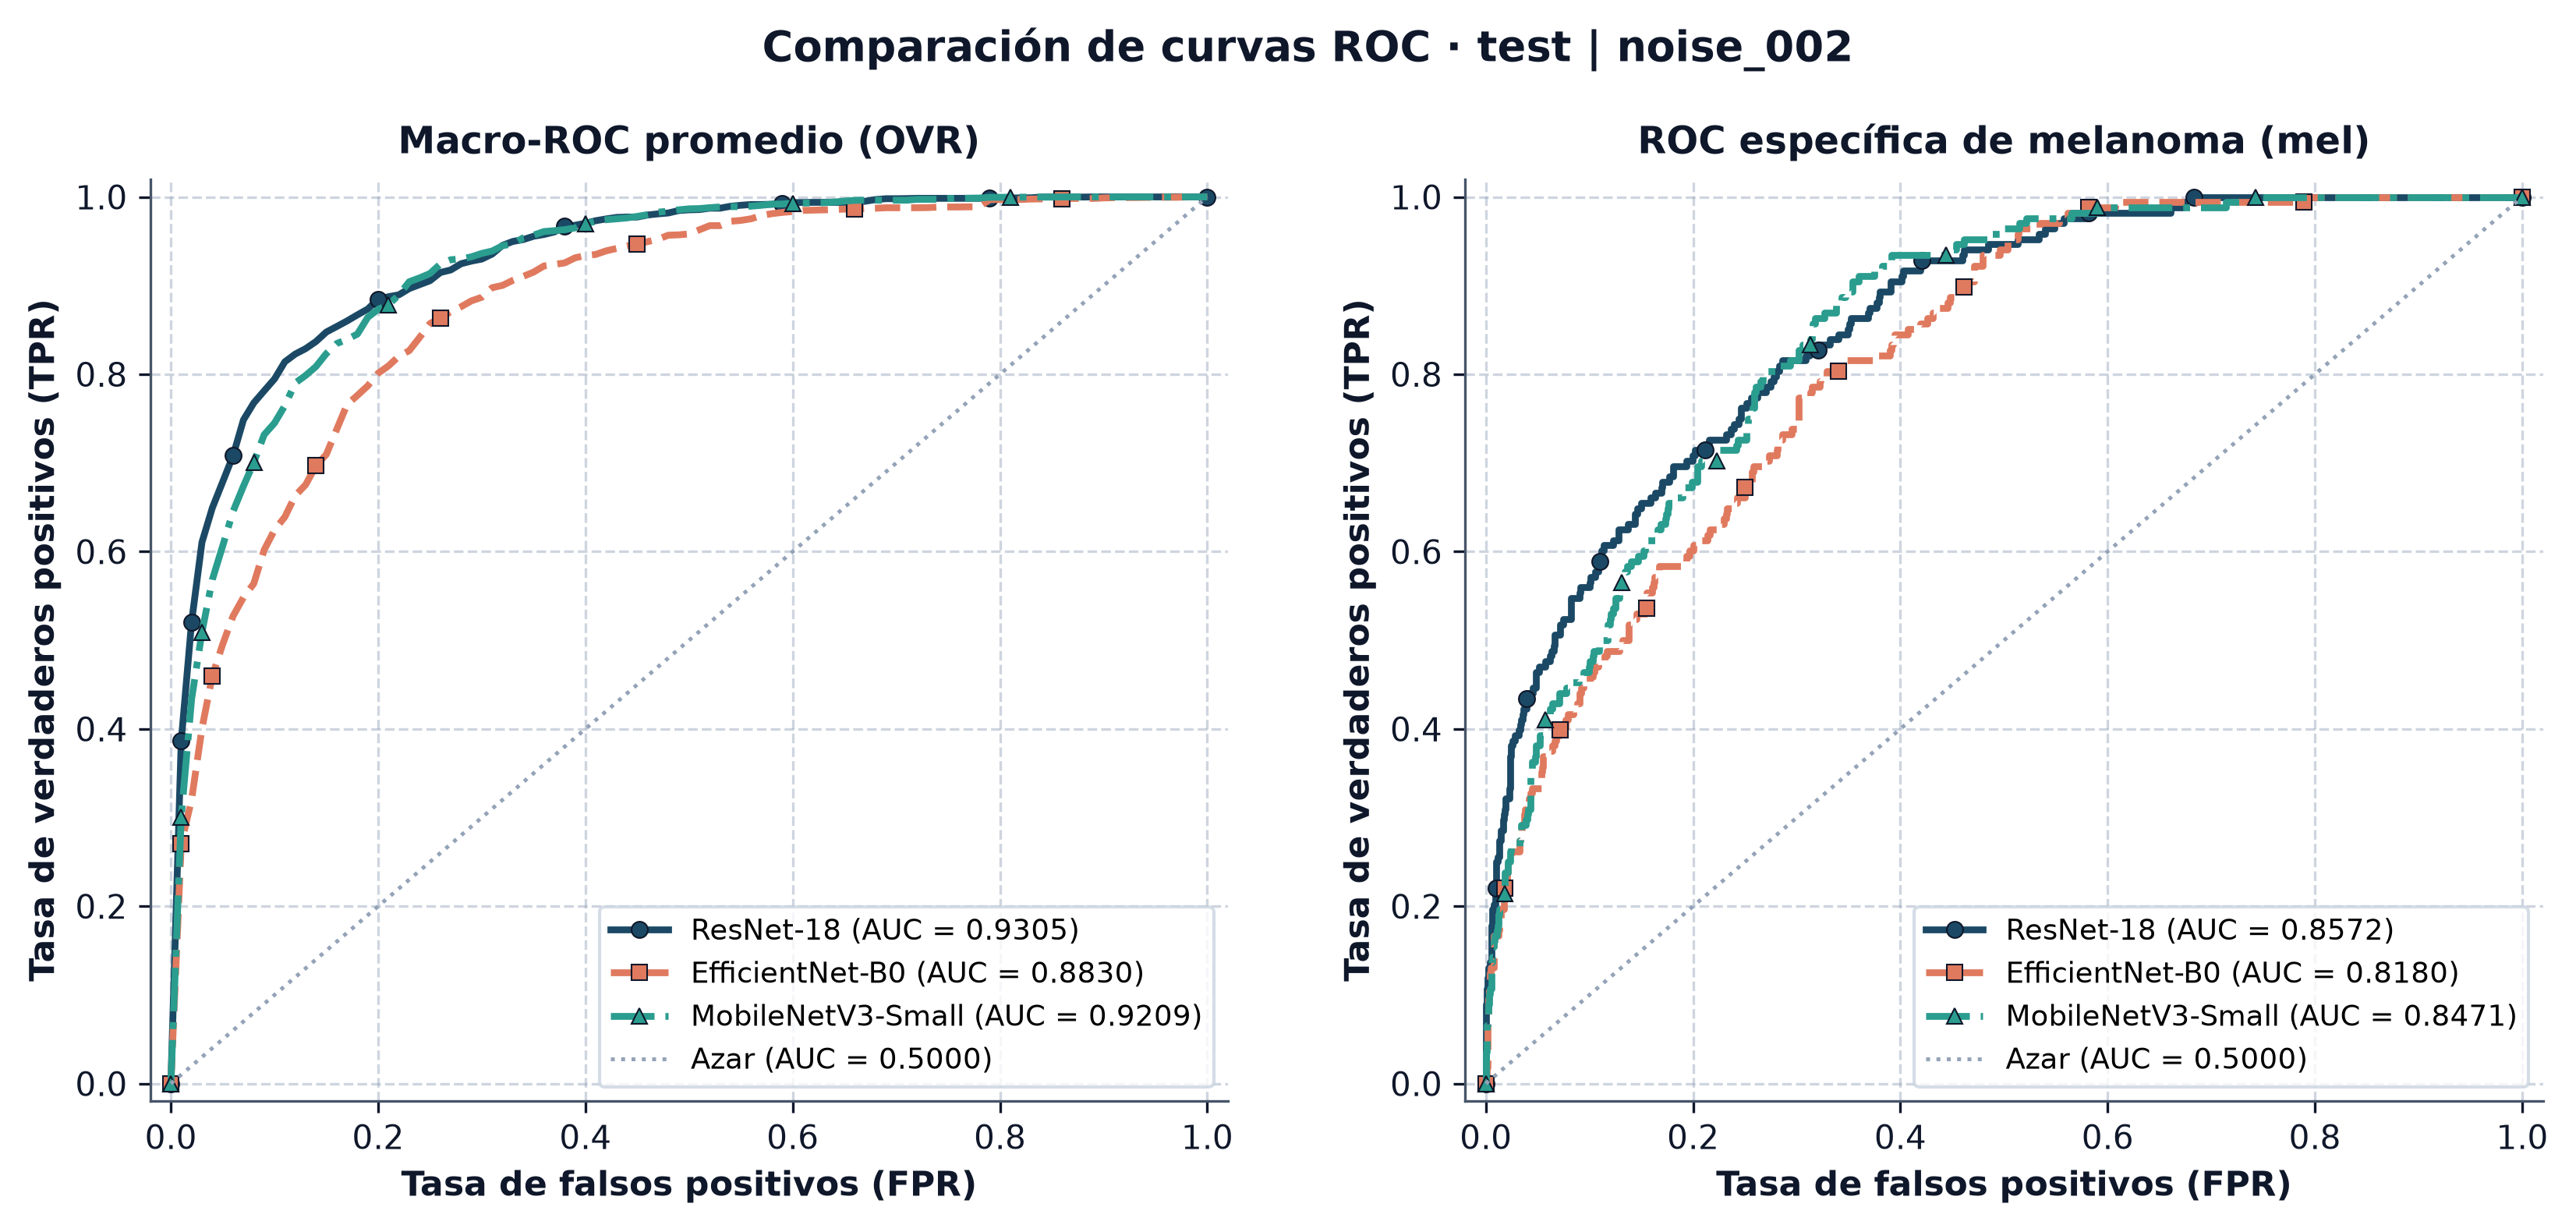 Comparación de curvas ROC · test | noise_002
Macro-ROC promedio (OVR)
Tasa de verdaderos positivos (TPR)
1.0
0.8
0.6
0.4
0.2
0.0
ResNet-18 (AUC = 0.9305)
EfficientNet-B0 (AUC = 0.8830)
MobileNetV3-Small (AUC = 0.9209)
Azar (AUC = 0.5000)
0.0 0.2 0.4 0.6 0.8 1.0
Tasa de falsos positivos (FPR)
ROC específica de melanoma (mel)
Tasa de verdaderos positivos (TPR)
1.0
0.8
0.6
0.4
0.2
0.0
ResNet-18 (AUC = 0.8572)
EfficientNet-B0 (AUC = 0.8180)
MobileNetV3-Small (AUC = 0.8471)
Azar (AUC = 0.5000)
0.0 0.2 0.4 0.6 0.8 1.0
Tasa de falsos positivos (FPR)